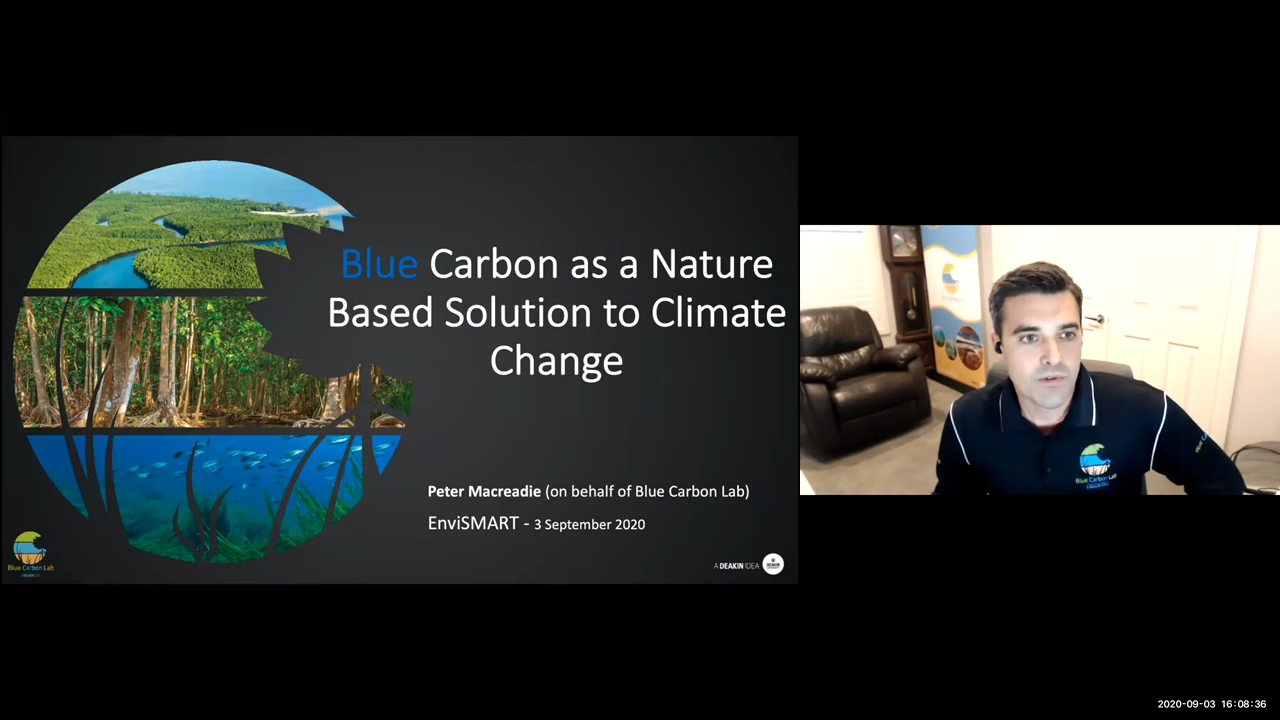 Blue Carbon as a Nature
Based Solution to Climate
Change
Peter Macreadie (on behalf of Blue Carbon Lab)
EnviSMART - 3 September 2020
Blue Carbon Lab
A DEAKIN IDEA
DEAKIN
Blue Carbon Lab
2020-09-03 16:08:36